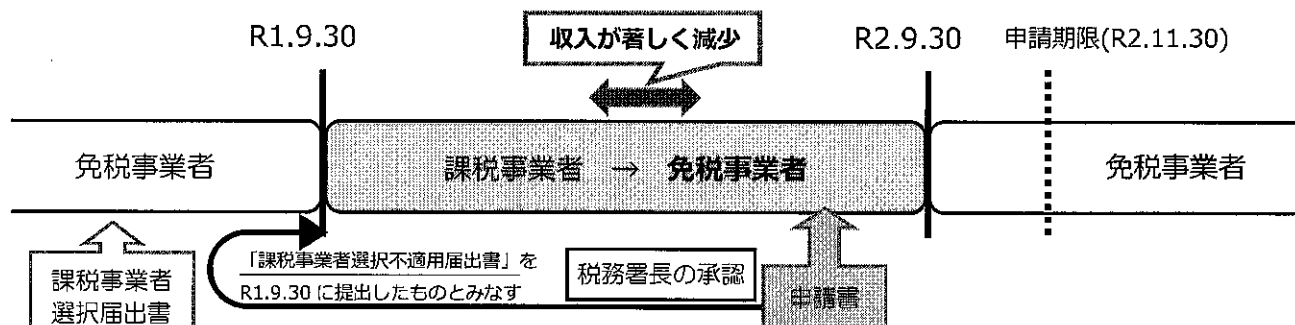 R1.9.30
収入が著しく減少
R2.9.30
申請期限(R2.11.30)
免税事業者
課税事業者 → 免税事業者
免税事業者
課税事業者
選択届出書
「課税事業者選択不適用届出書」を
R1.9.30 に提出したものとみなす
税務署長の承認
申請書